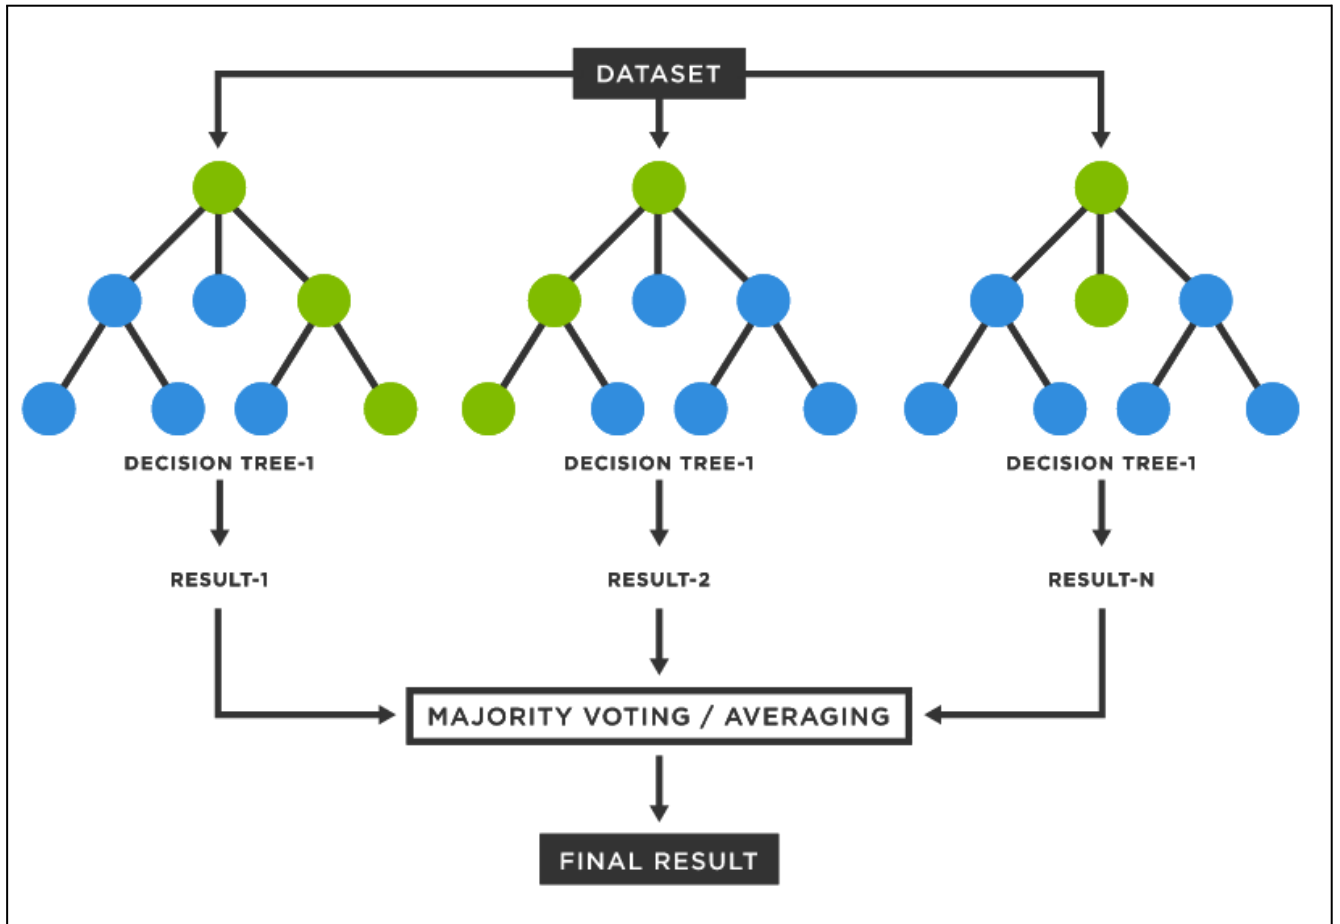 DATASET
DECISION TREE-1
DECISION TREE-1
DECISION TREE-1
RESULT-1
RESULT-2
RESULT-N
MAJORITY VOTING / AVERAGING
FINAL RESULT